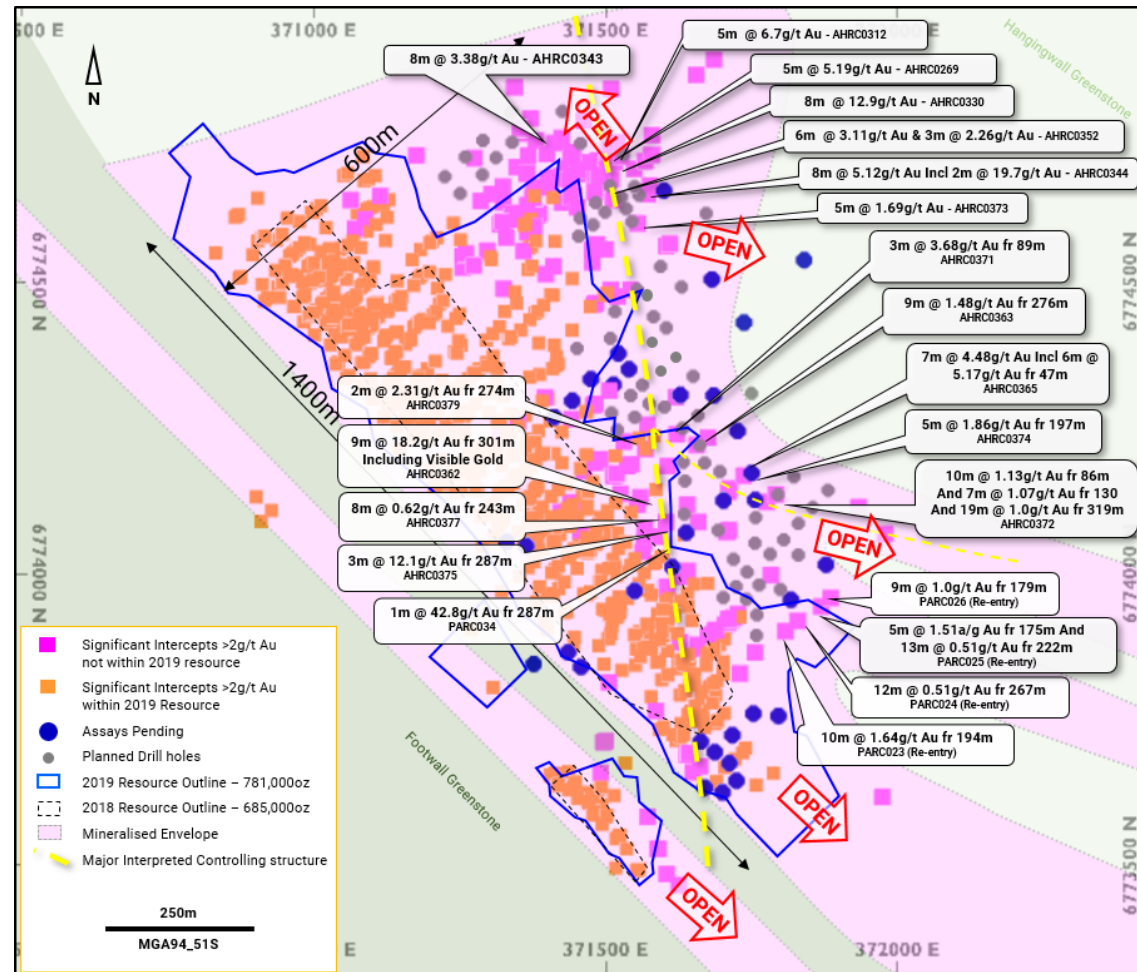 500 E
371000 E
371500 E
Hangingwall Greenstone
N
5m @ 6.7g/t Au - AHRC0312
8m @ 3.38g/t Au - AHRC0343
5m @ 5.19g/t Au - AHRC0269
8m @ 12.9g/t Au - AHRC0330
OPEN
6m @ 3.11g/t Au & 3m @ 2.26g/t Au - AHRC0352
600m
8m @ 5.12g/t Au Incl 2m @ 19.7g/t Au - AHRC0344
5m @ 1.69g/t Au - AHRC0373
OPEN
6774500 N
6774500 N
3m @ 3.68g/t Au fr 89m
AHRC0371
9m @ 1.48g/t Au fr 276m
AHRC0363
7m @ 4.48g/t Au Incl 6m @
5.17g/t Au fr 47m
AHRC0365
1400m
2m @ 2.31g/t Au fr 274m
AHRC0379
5m @ 1.86g/t Au fr 197m
AHRC0374
9m @ 18.2g/t Au fr 301m
Including Visible Gold
AHRC0362
10m @ 1.13g/t Au fr 86m
And 7m @ 1.07g/t Au fr 130
And 19m @ 1.0g/t Au fr 319m
AHRC0372
8m @ 0.62g/t Au fr 243m
AHRC0377
OPEN
3m @ 12.1g/t Au fr 287m
AHRC0375
6774000 N
6774000 N
9m @ 1.0g/t Au fr 179m
PARC026 (Re-entry)
1m @ 42.8g/t Au fr 287m
PARC034
5m @ 1.51a/g Au fr 175m And
13m @ 0.51g/t Au fr 222m
PARC025 (Re-entry)
12m @ 0.51g/t Au fr 267m
PARC024 (Re-entry)
10m @ 1.64g/t Au fr 194m
PARC023 (Re-entry)
Footwall Greenstone
OPEN
OPEN
6773500 N
Significant Intercepts >2g/t Au
not within 2019 resource
Significant Intercepts >2g/t Au
within 2019 Resource
Assays Pending
Planned Drill holes
2019 Resource Outline – 781,000oz
2018 Resource Outline – 685,000oz
Mineralised Envelope
Major Interpreted Controlling structure
250m
MGA94_51S
E
371500 E
372000 E